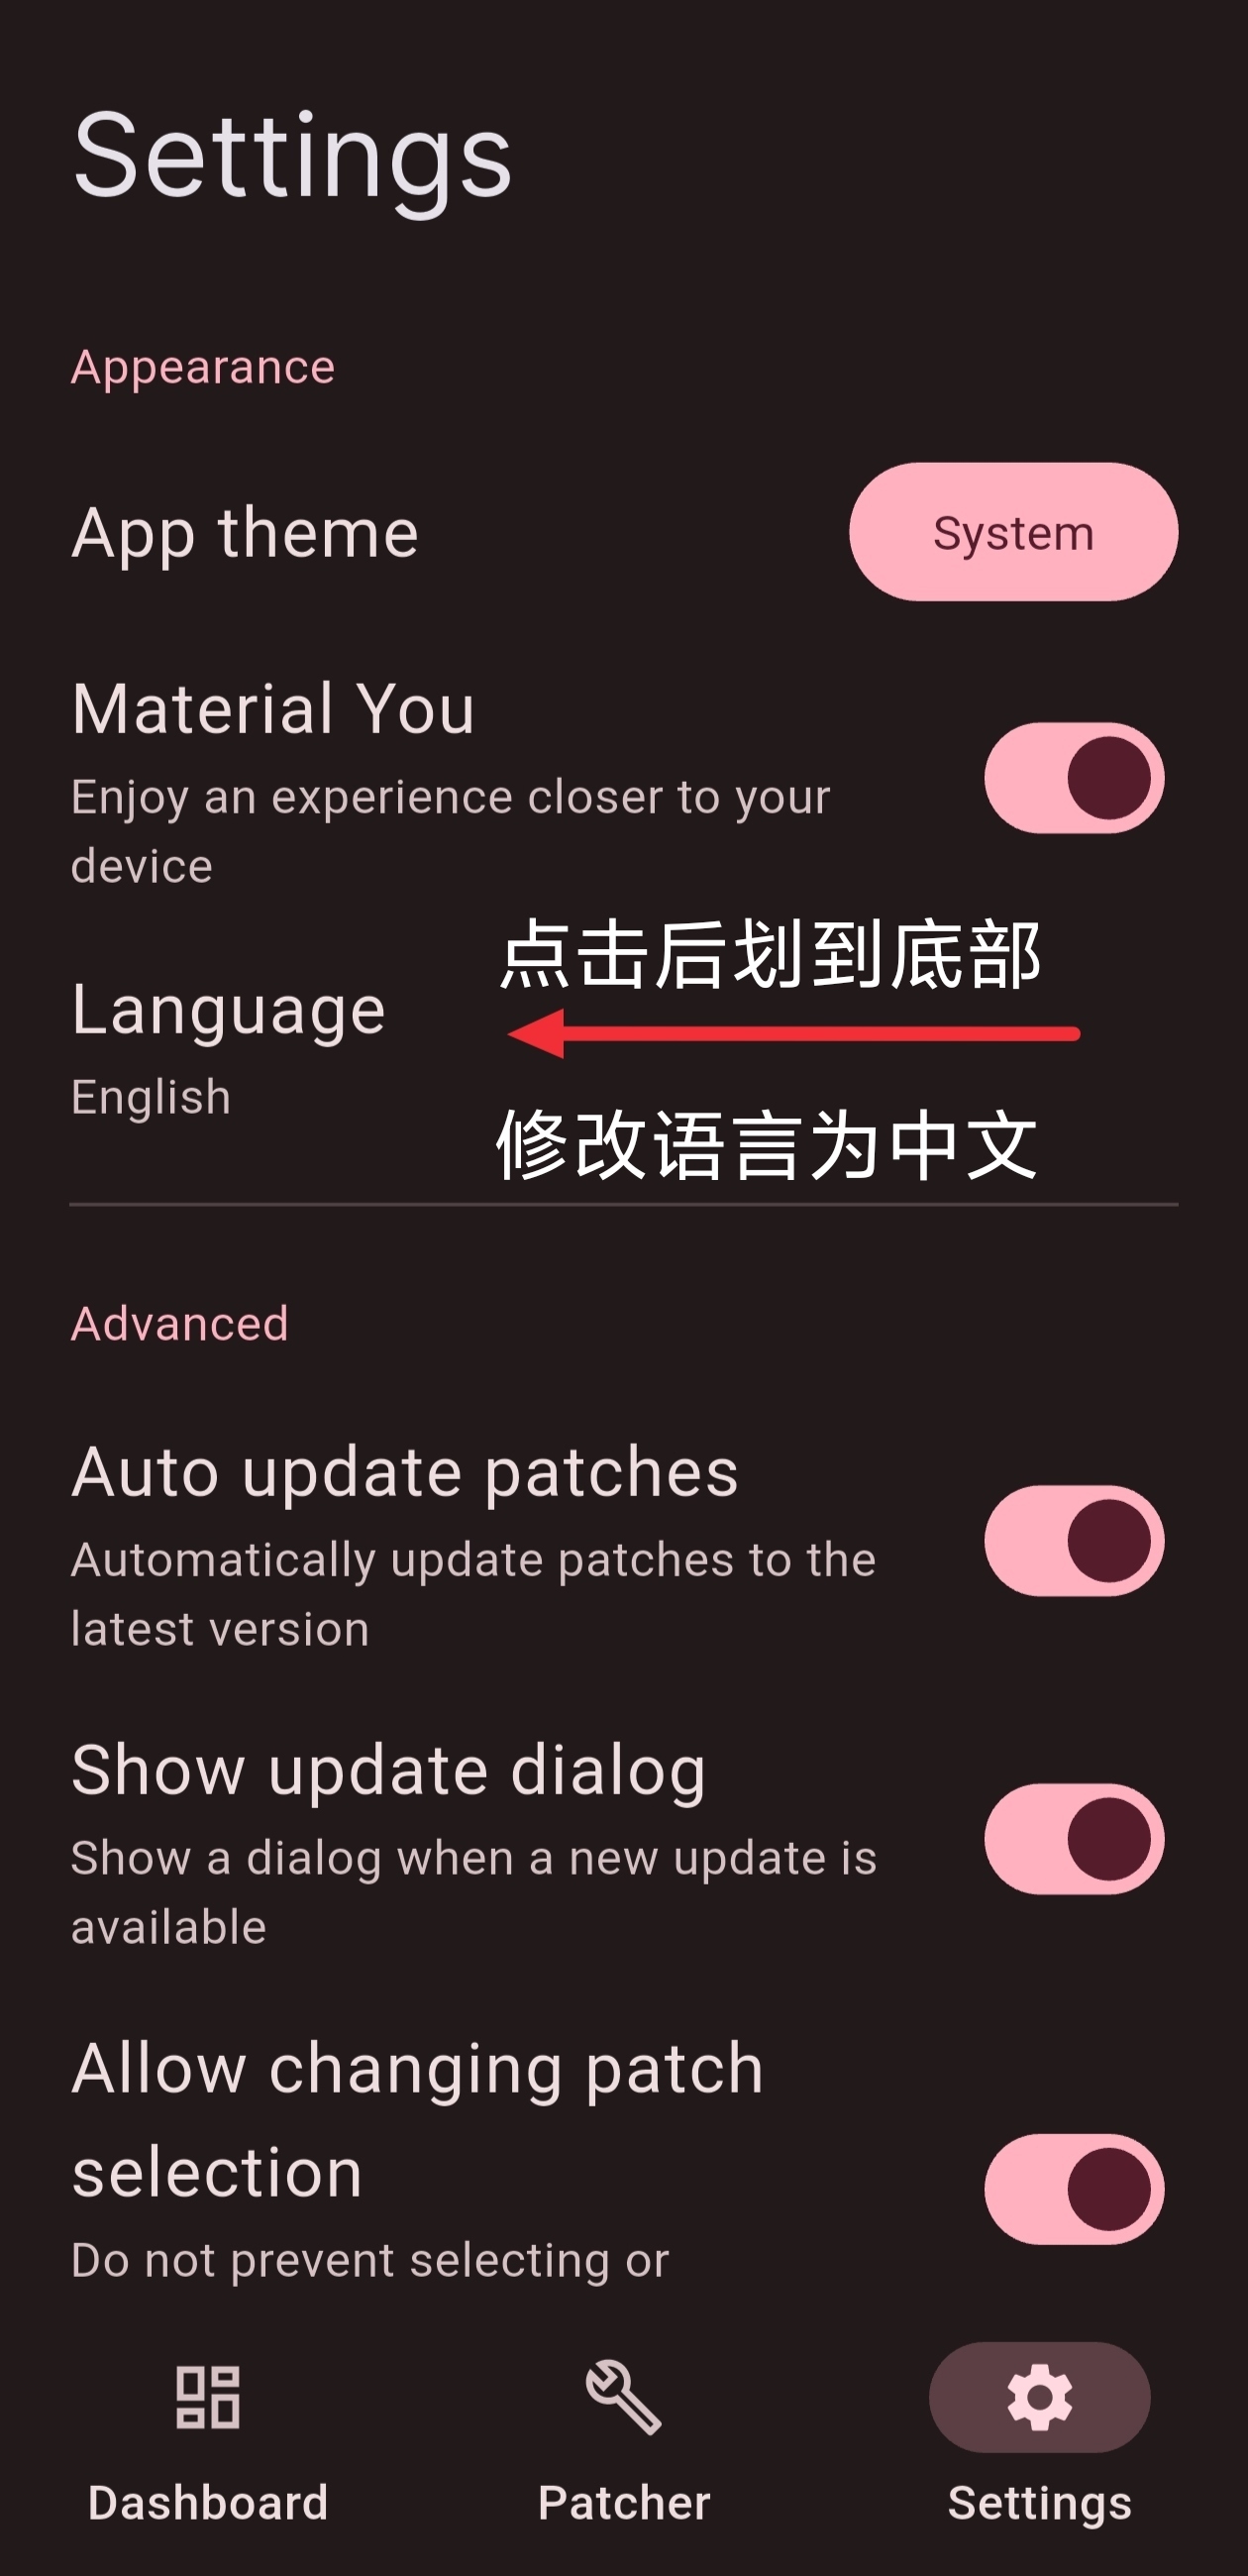 Settings
Appearance
App theme
System
Material You
Enjoy an experience closer to your
device
点击后划到底部
Language
English
修改语言为中文
Advanced
Auto update patches
Automatically update patches to the
latest version
Show update dialog
Show a dialog when a new update is
available
Allow changing patch
selection
Do not prevent selecting or
Dashboard
Patcher
Settings